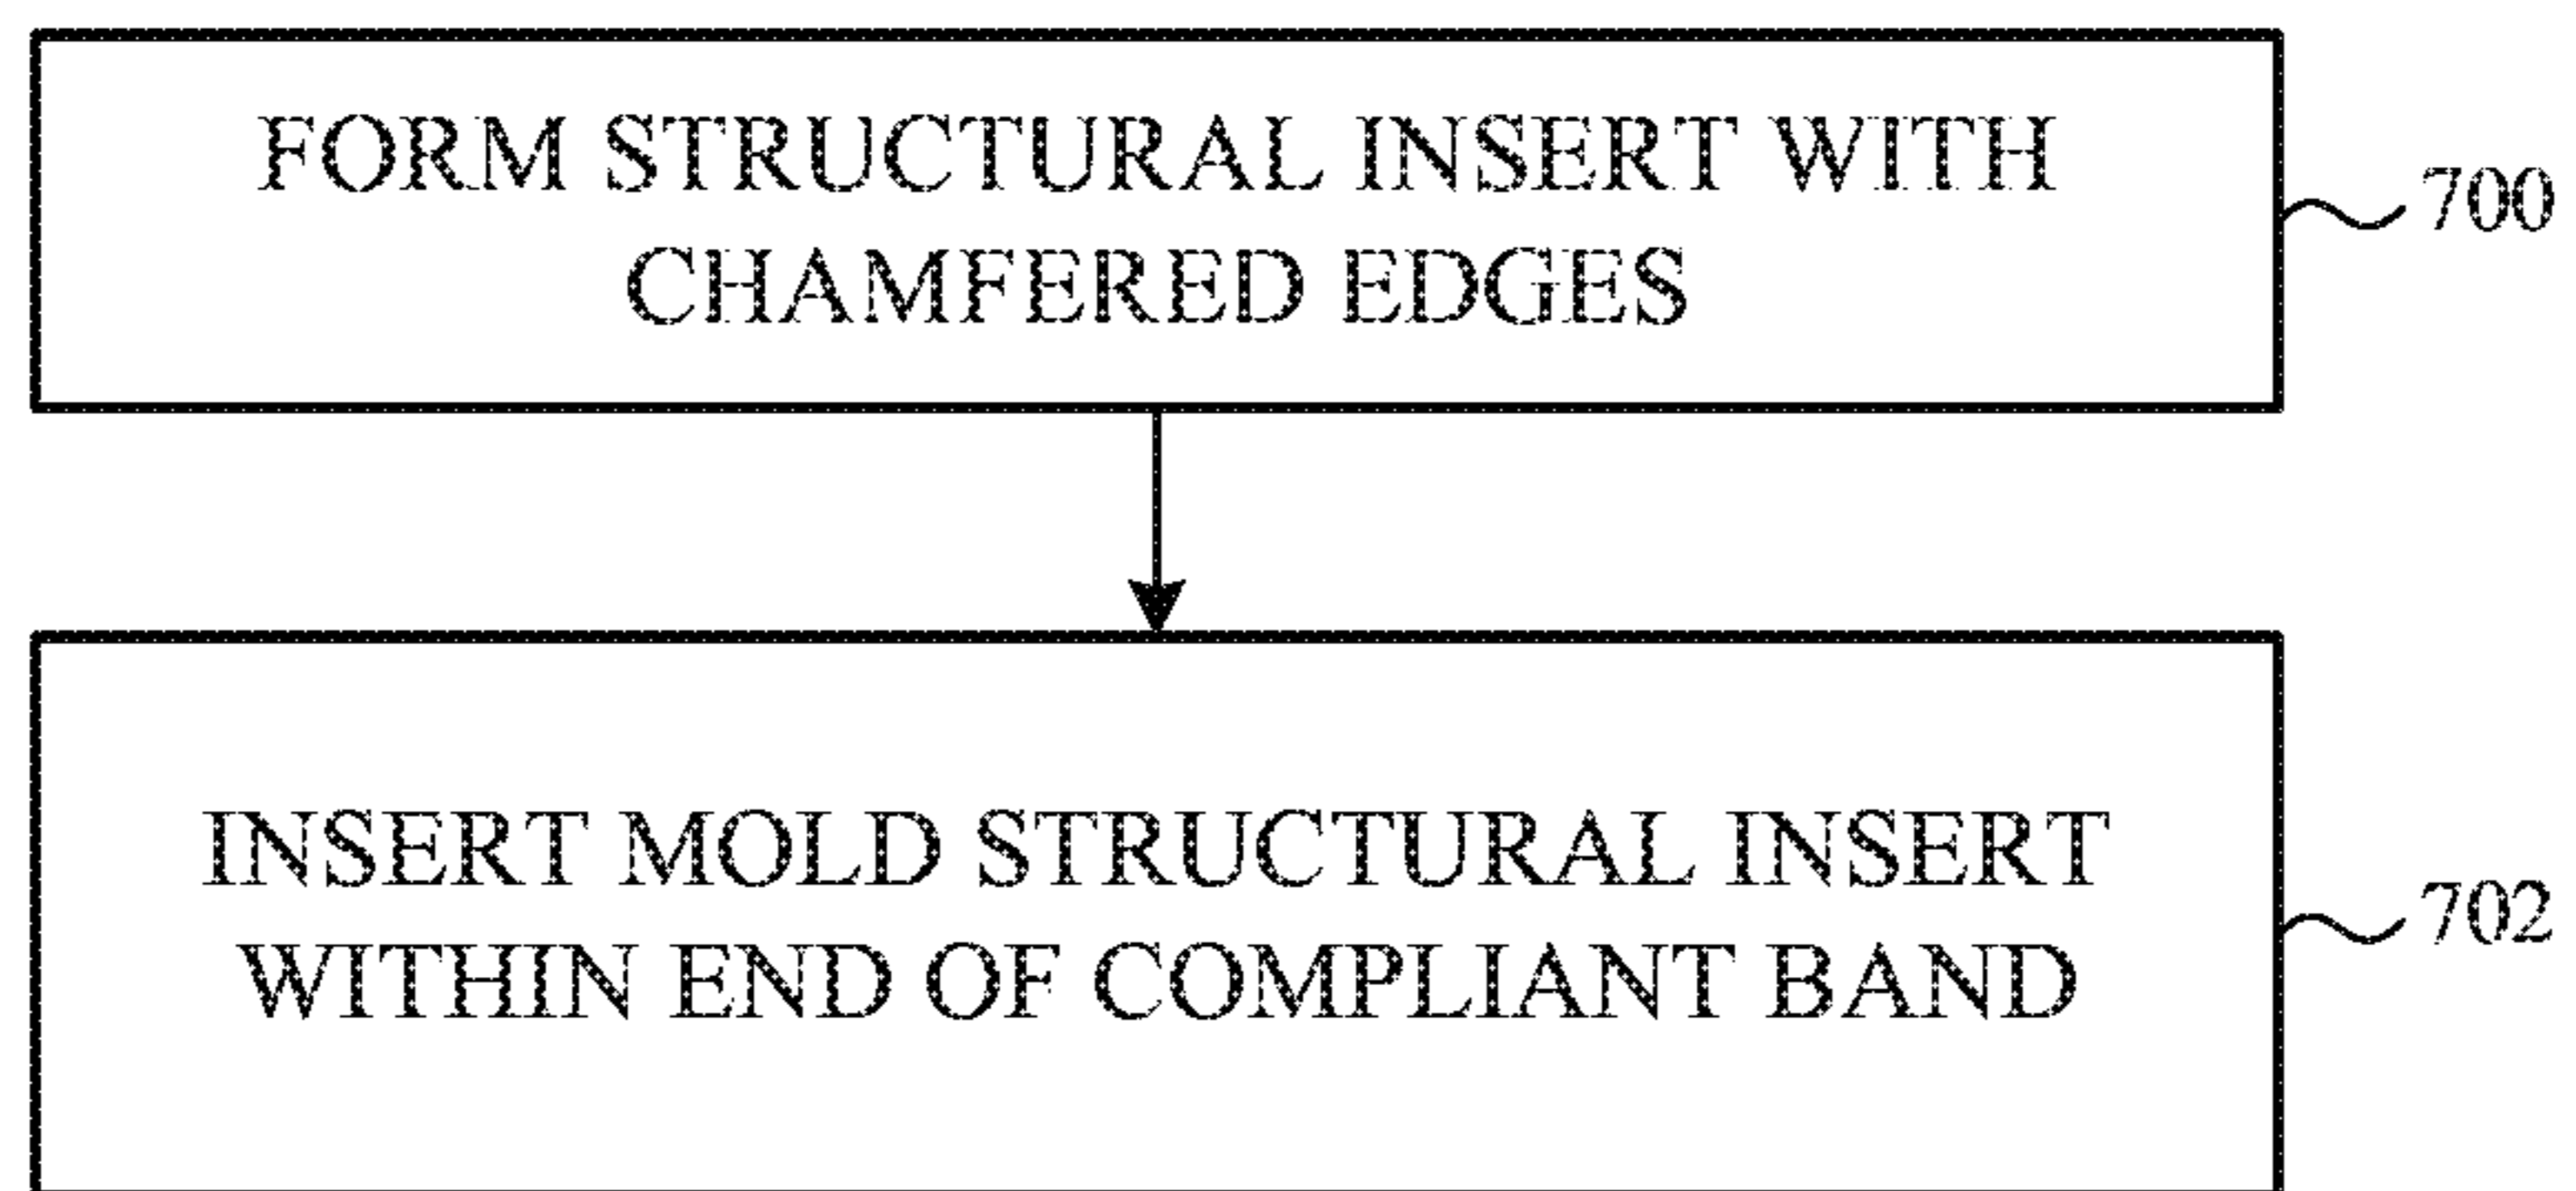 FORM STRUCTURAL INSERT WITH
CHAMFERED EDGES
700
INSERT MOLD STRUCTURAL INSERT
WITHIN END OF COMPLIANT BAND
702